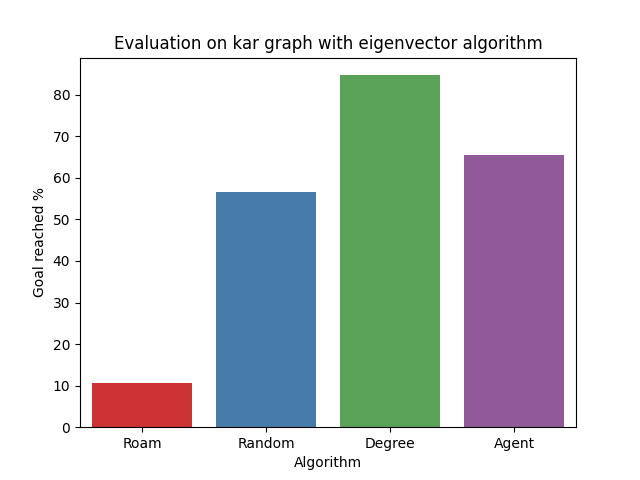 Evaluation on kar graph with eigenvector algorithm
Goal reached %
80
70
60
50
40
30
20
10
0
Roam Random Degree Agent
Algorithm